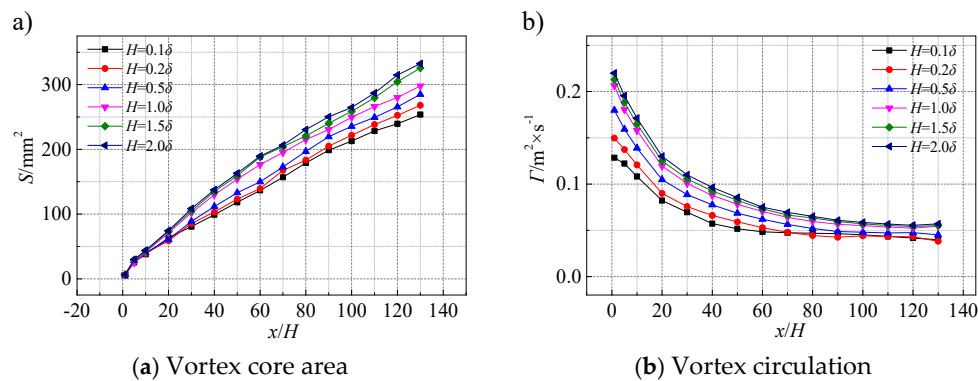 a)
S/mm²
300
200
100
0
-20 0 20 40 60 80 100 120 140
x/H
H=0.1δ
H=0.2δ
H=0.5δ
H=1.0δ
H=1.5δ
H=2.0δ
(a) Vortex core area
b)
Γ/m²×s⁻¹
0.2
0.1
0.0
0 20 40 60 80 100 120 140
x/H
H=0.1δ
H=0.2δ
H=0.5δ
H=1.0δ
H=1.5δ
H=2.0δ
(b) Vortex circulation